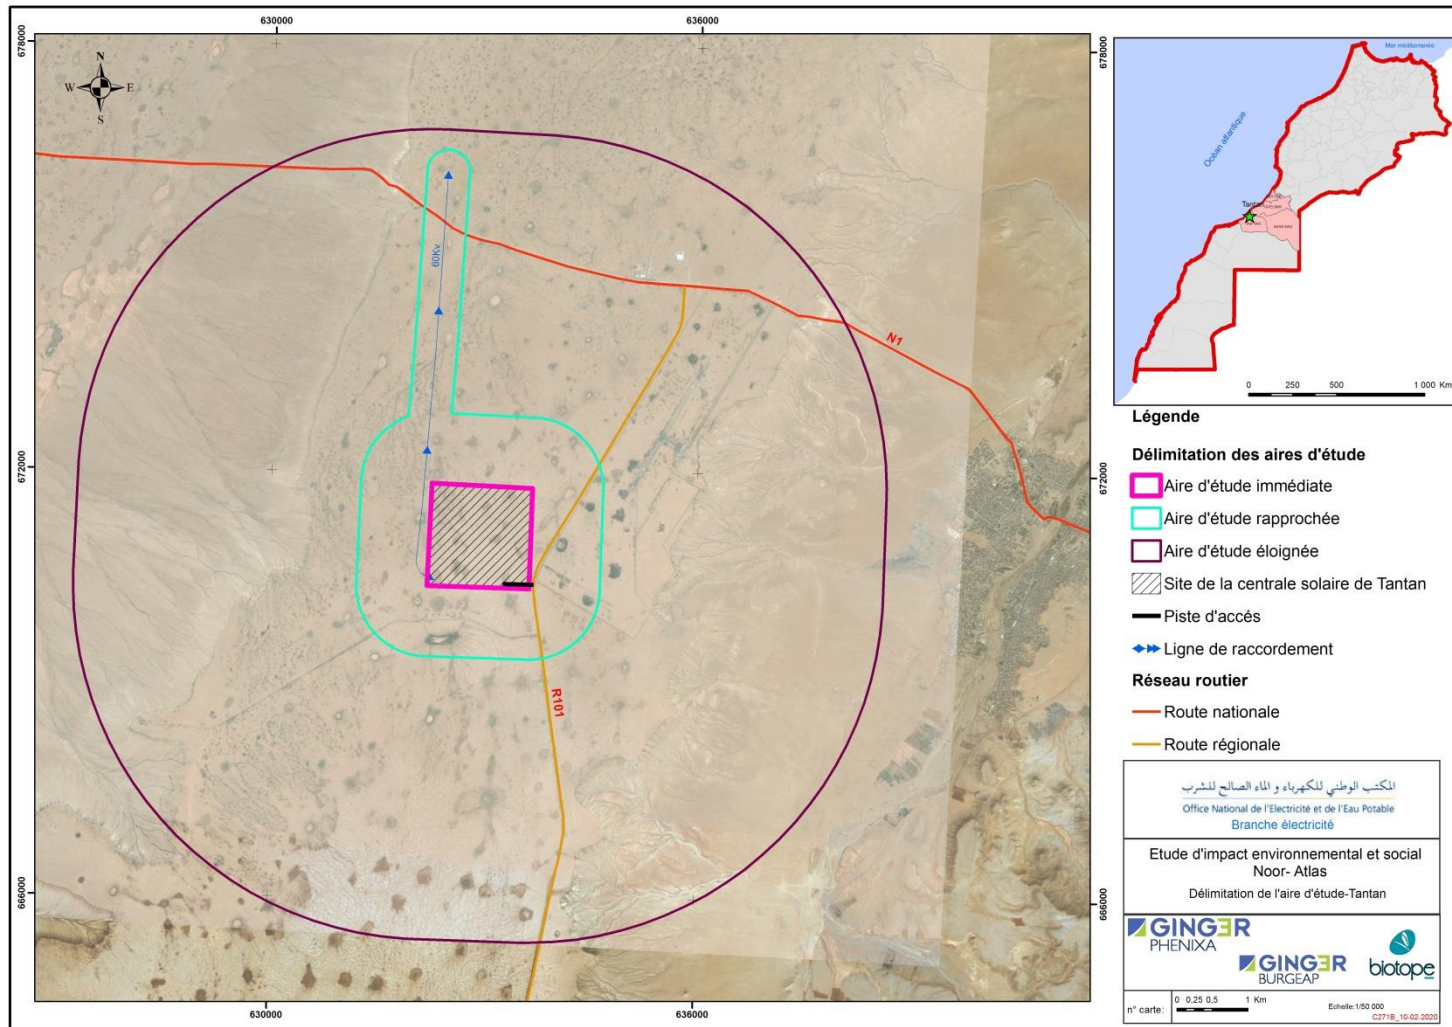 630000
636000
678000
678000
N
W
E
S
60Kv
N1
672000
672000
R101
666000
666000
630000
636000
Mer méditerranée
Océan atlantique
0 250 500 1 000 Km
Légende
Délimitation des aires d'étude
Aire d'étude immédiate
Aire d'étude rapprochée
Aire d'étude éloignée
Site de la centrale solaire de Tantan
Piste d'accés
Ligne de raccordement
Réseau routier
Route nationale
Route régionale
المكتب الوطني للكهرباء و الماء الصالح للشرب
Office National de l'Electricité et de l'Eau Potable
Branche électricité
Etude d'impact environnemental et social
Noor- Atlas
Délimitation de l'aire d'étude-Tantan
GINGER
PHENIXA
GINGER
BURGEAP
biotope
n° carte:
0 0,25 0,5 1 Km
Echelle:1/50 000
C271B_10-02-2020